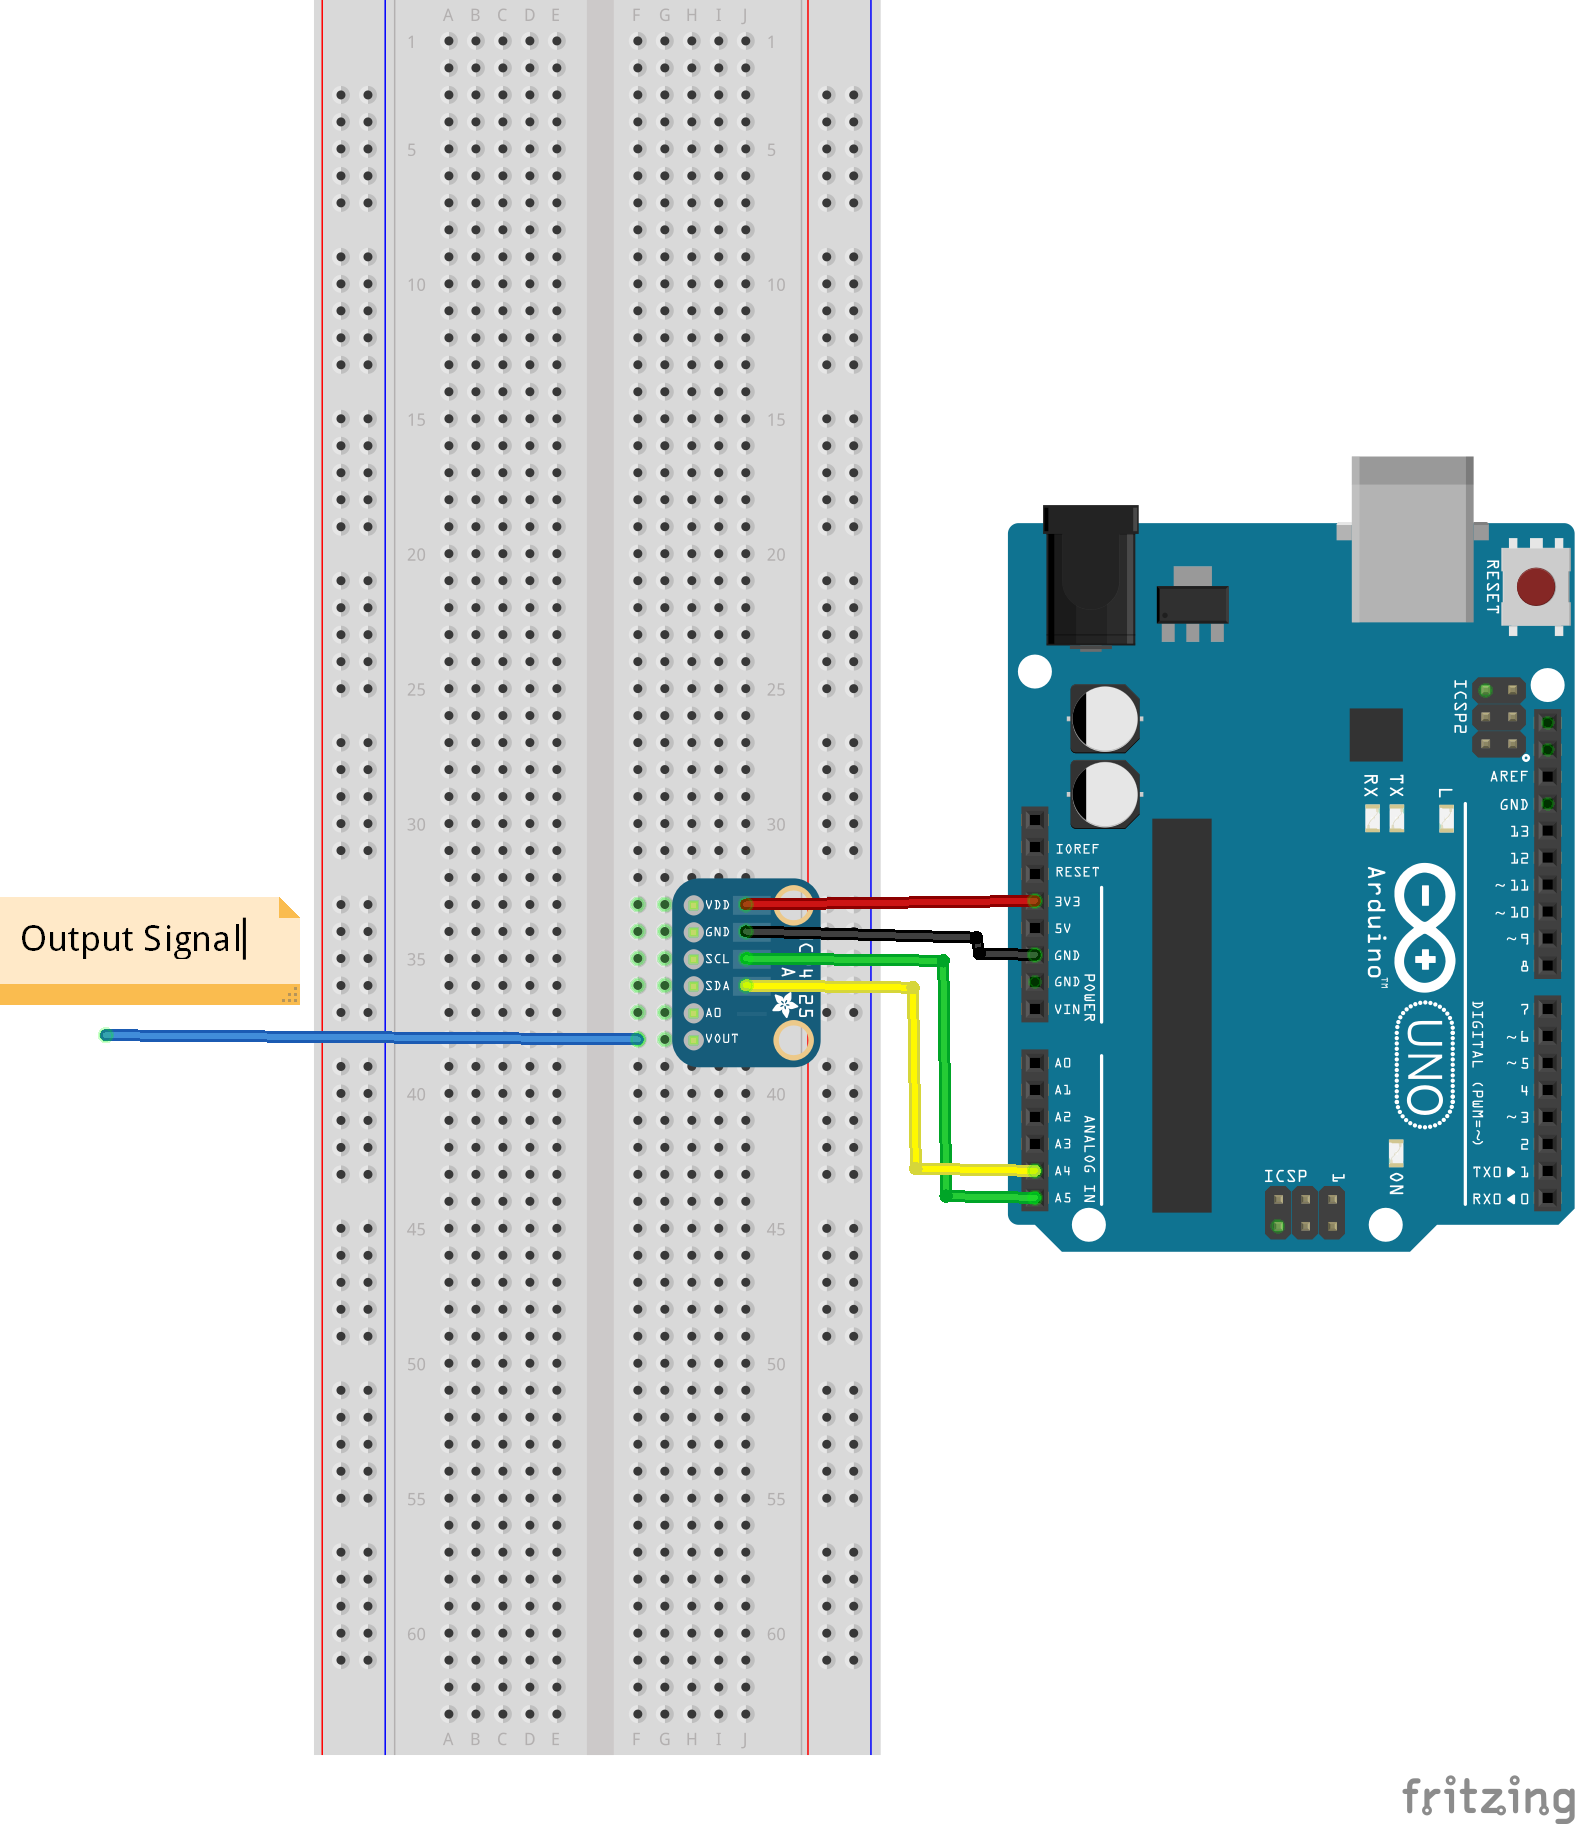 A B C D E F G H I J
1 1
5 5
10 10
15 15
20 20
25 25
30 30
35
40 40
45 45
50 50
55 55
60 60
A B C D E F G H I J
Output Signal
VDD
GND
SCL
SDA
A0
VOUT
RESET
ICSP2
AREF
GND
13
12
~11
~10
~9
8
7
~6
~5
4
~3
2
TX0▶1
RX0◀0
DIGITAL (PWM=~)
RX
TX
L
Arduino™
UNO
ON
ICSP
1
IOREF
RESET
3V3
5V
GND
GND
VIN
POWER
A0
A1
A2
A3
A4
A5
ANALOG IN
fritzing